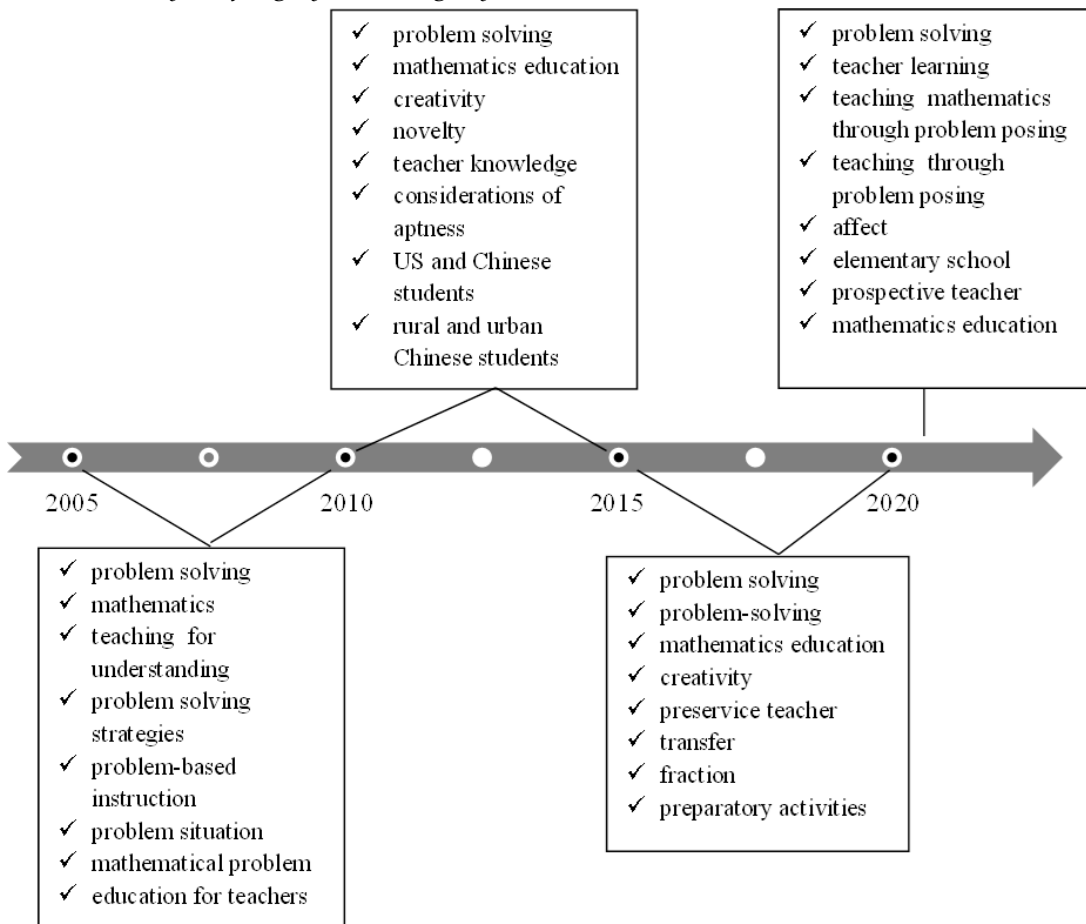 ✓ problem solving
✓ mathematics education
✓ creativity
✓ novelty
✓ teacher knowledge
✓ considerations of
aptness
✓ US and Chinese
students
✓ rural and urban
Chinese students
✓ problem solving
✓ teacher learning
✓ teaching mathematics
through problem posing
✓ teaching through
problem posing
✓ affect
✓ elementary school
✓ prospective teacher
✓ mathematics education
2005
2010
2015
2020
✓ problem solving
✓ mathematics
✓ teaching for
understanding
✓ problem solving
strategies
✓ problem-based
instruction
✓ problem situation
✓ mathematical problem
✓ education for teachers
✓ problem solving
✓ problem-solving
✓ mathematics education
✓ creativity
✓ preservice teacher
✓ transfer
✓ fraction
✓ preparatory activities